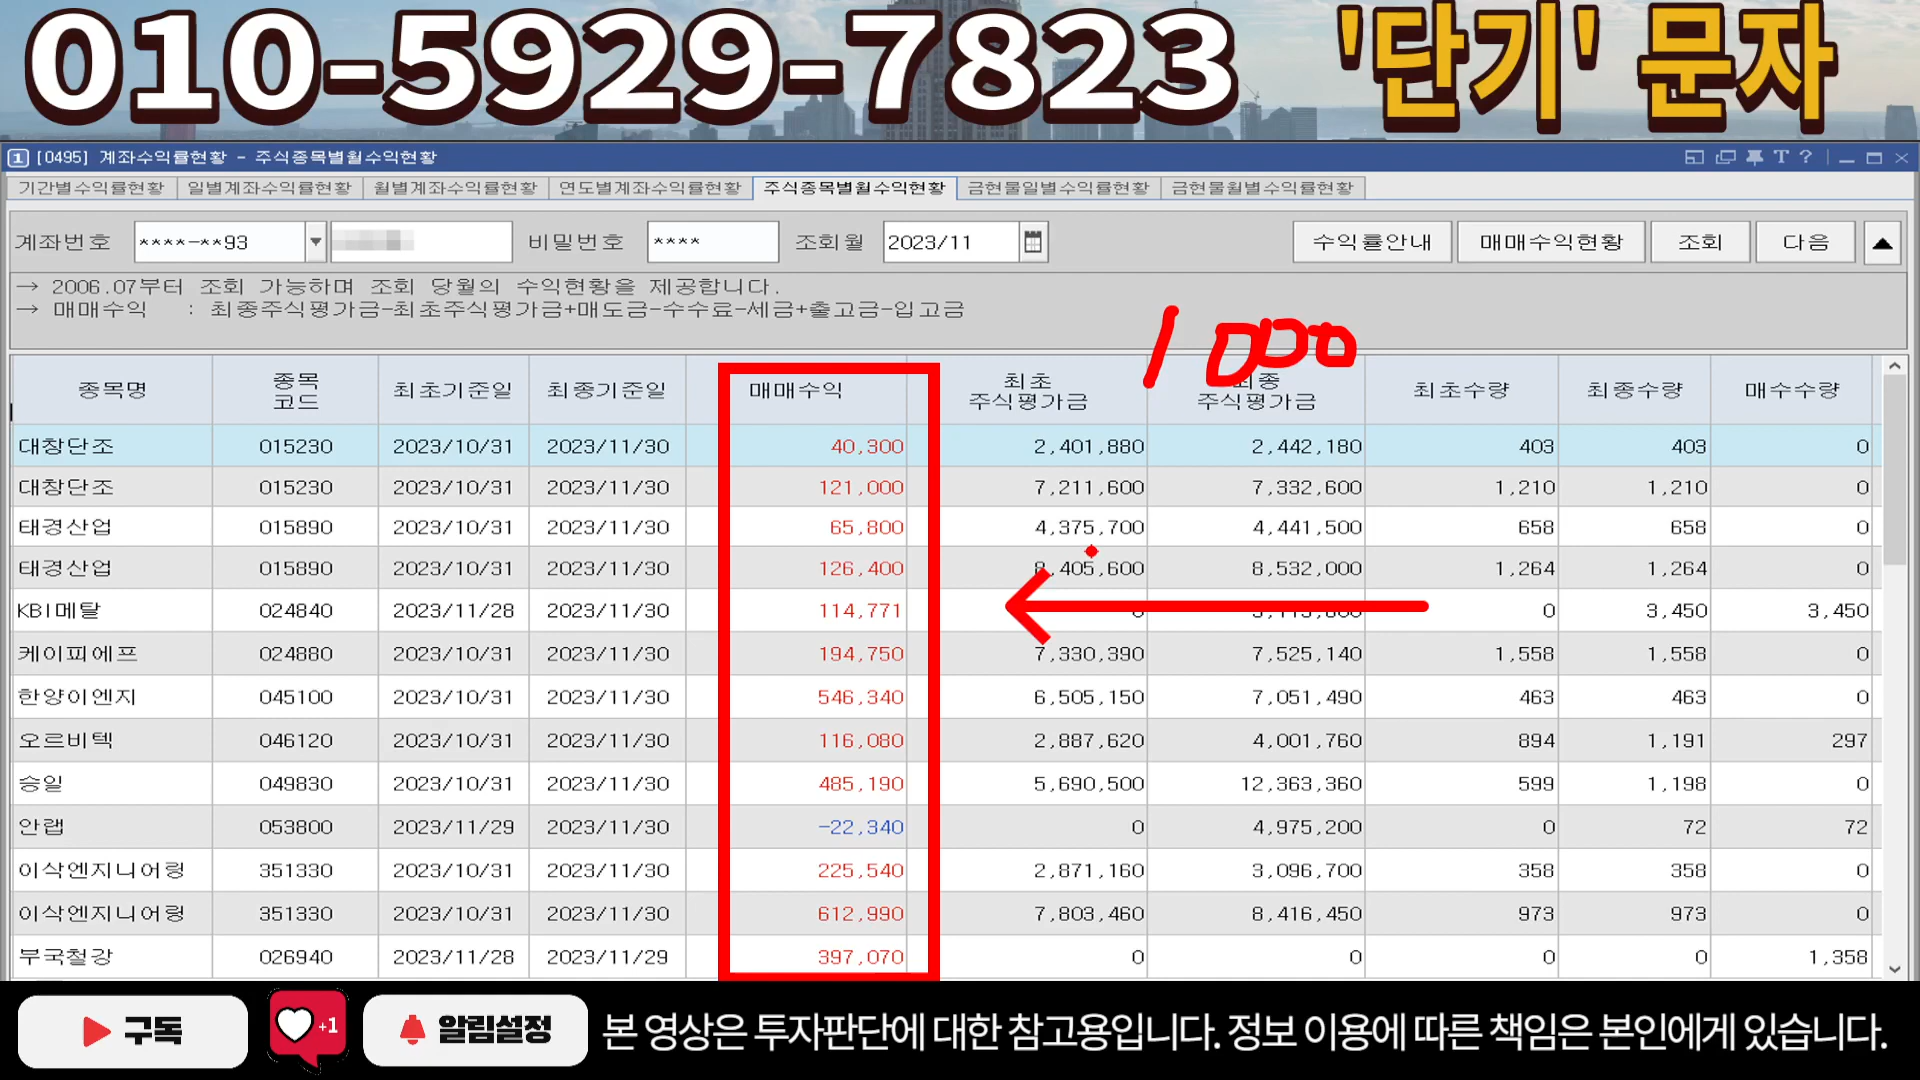 010-5929-7823 '단기' 문자
1 [0495] 계좌수익률현황 - 주식종목별월수익현황
기간별수익률현황 일별계좌수익률현황 월별계좌수익률현황 연도별계좌수익률현황 주식종목별월수익현황 금현물일별수익률현황 금현물월별수익률현황
계좌번호 ****-**93 비밀번호 **** 조회월 2023/11 수익률안내 매매수익현황 조회 다음
→ 2006.07부터 조회 가능하며 조회 당월의 수익현황을 제공합니다.
→ 매매수익 : 최종주식평가금-최초주식평가금+매도금-수수료-세금+출고금-입고금
1000
종목명 종목코드 최초기준일 최종기준일 매매수익 최초주식평가금 최종주식평가금 최초수량 최종수량 매수수량
대창단조 015230 2023/10/31 2023/11/30 40,300 2,401,880 2,442,180 403 403 0
대창단조 015230 2023/10/31 2023/11/30 121,000 7,211,600 7,332,600 1,210 1,210 0
태경산업 015890 2023/10/31 2023/11/30 65,800 4,375,700 4,441,500 658 658 0
태경산업 015890 2023/10/31 2023/11/30 126,400 8,405,600 8,532,000 1,264 1,264 0
KBI메탈 024840 2023/11/28 2023/11/30 114,771 0 0 3,450 3,450
케이피에프 024880 2023/10/31 2023/11/30 194,750 7,330,390 7,525,140 1,558 1,558 0
한양이엔지 045100 2023/10/31 2023/11/30 546,340 6,505,150 7,051,490 463 463 0
오르비텍 046120 2023/10/31 2023/11/30 116,080 2,887,620 4,001,760 894 1,191 297
승일 049830 2023/10/31 2023/11/30 485,190 5,690,500 12,363,360 599 1,198 0
안랩 053800 2023/11/29 2023/11/30 -22,340 0 4,975,200 0 72 72
이삭엔지니어링 351330 2023/10/31 2023/11/30 225,540 2,871,160 3,096,700 358 358 0
이삭엔지니어링 351330 2023/10/31 2023/11/30 612,990 7,803,460 8,416,450 973 973 0
부국철강 026940 2023/11/28 2023/11/29 397,070 0 0 0 0 1,358
구독 +1 알림설정 본 영상은 투자판단에 대한 참고용입니다. 정보 이용에 따른 책임은 본인에게 있습니다.